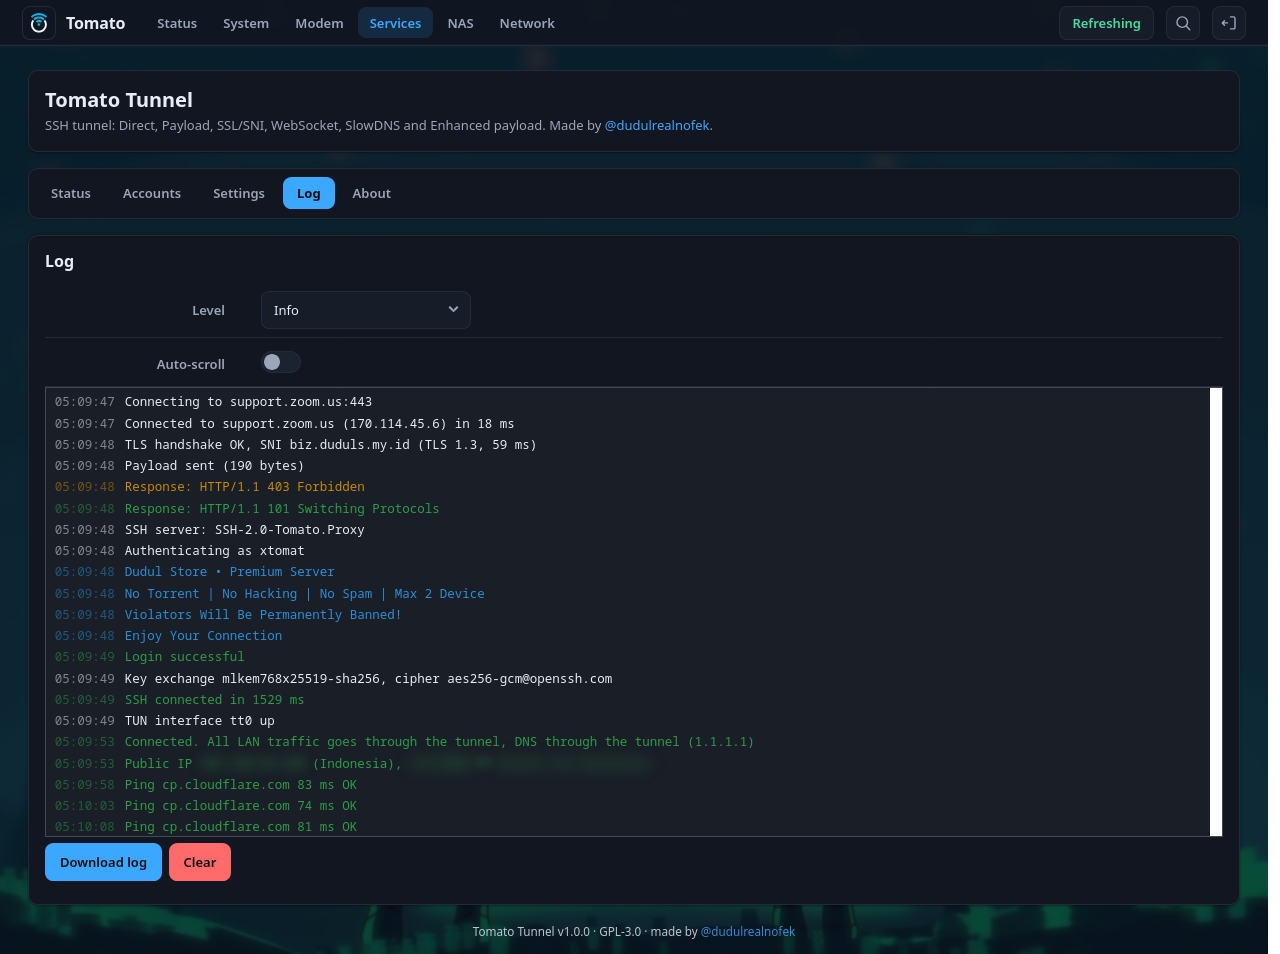 Tomato Status System Modem Services NAS Network Refreshing
Tomato Tunnel
SSH tunnel: Direct, Payload, SSL/SNI, WebSocket, SlowDNS and Enhanced payload. Made by @dudulrealnofek.
Status Accounts Settings Log About
Log
Level Info
Auto-scroll
05:09:47 Connecting to support.zoom.us:443
05:09:47 Connected to support.zoom.us (170.114.45.6) in 18 ms
05:09:48 TLS handshake OK, SNI biz.duduls.my.id (TLS 1.3, 59 ms)
05:09:48 Payload sent (190 bytes)
05:09:48 Response: HTTP/1.1 403 Forbidden
05:09:48 Response: HTTP/1.1 101 Switching Protocols
05:09:48 SSH server: SSH-2.0-Tomato.Proxy
05:09:48 Authenticating as xtomat
05:09:48 Dudul Store • Premium Server
05:09:48 No Torrent | No Hacking | No Spam | Max 2 Device
05:09:48 Violators Will Be Permanently Banned!
05:09:48 Enjoy Your Connection
05:09:49 Login successful
05:09:49 Key exchange mlkem768x25519-sha256, cipher aes256-gcm@openssh.com
05:09:49 SSH connected in 1529 ms
05:09:49 TUN interface tt0 up
05:09:53 Connected. All LAN traffic goes through the tunnel, DNS through the tunnel (1.1.1.1)
05:09:53 Public IP (Indonesia),
05:09:58 Ping cp.cloudflare.com 83 ms OK
05:10:03 Ping cp.cloudflare.com 74 ms OK
05:10:08 Ping cp.cloudflare.com 81 ms OK
Download log Clear
Tomato Tunnel v1.0.0 · GPL-3.0 · made by @dudulrealnofek